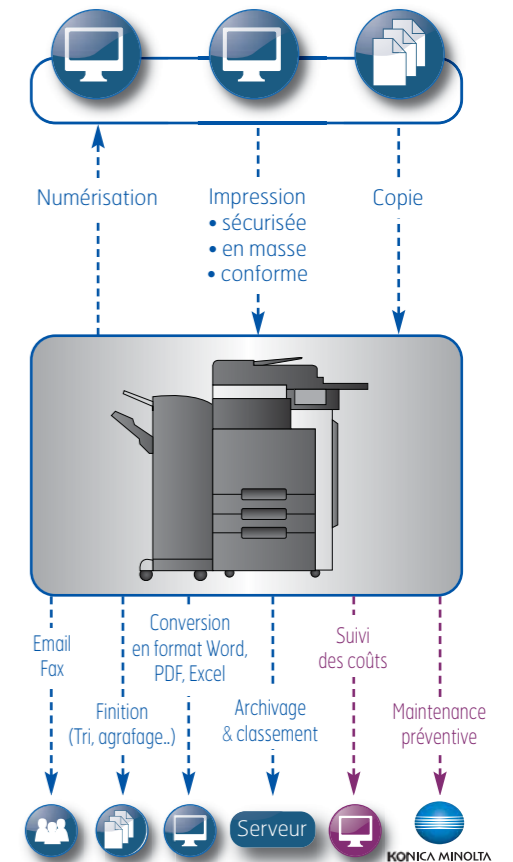 Numérisation
Impression
• sécurisée
• en masse
• conforme
Copie
Email
Fax
Finition
(Tri, agrafage..)
Conversion
en format Word,
PDF, Excel
Archivage
& classement
Suivi
des coûts
Maintenance
préventive
Serveur
KONICA MINOLTA